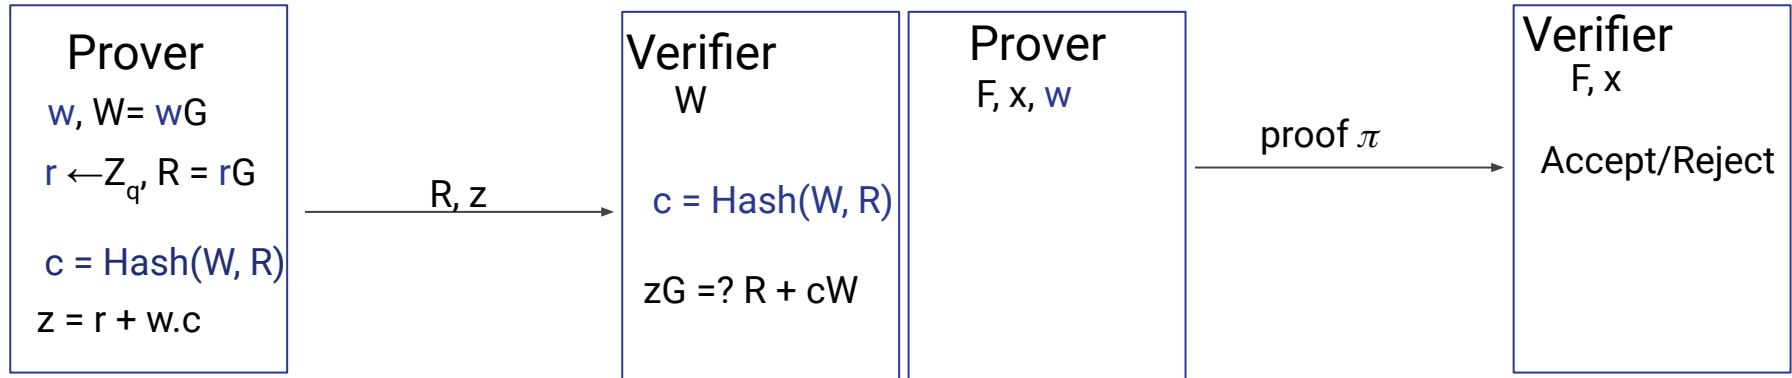 Prover
w, W= wG
r ←Z_q, R = rG
c = Hash(W, R)
z = r + w.c
R, z
Verifier
W
c = Hash(W, R)
zG =? R + cW
Prover
F, x, w
proof π
Verifier
F, x
Accept/Reject